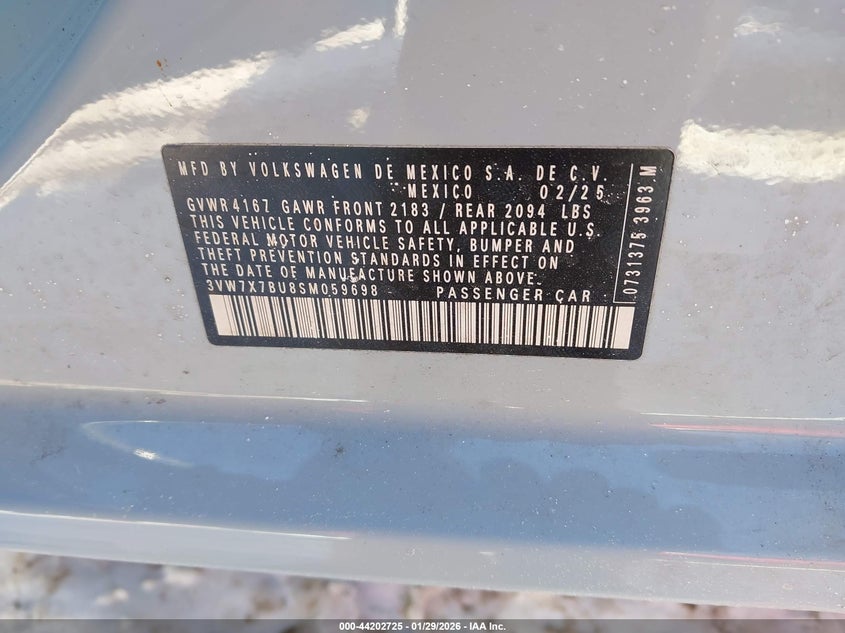 MFD BY VOLKSWAGEN DE MEXICO S.A. DE C.V.
MEXICO 02/25
GVWR 4167 GAWR FRONT 2183 / REAR 2094 LBS
THIS VEHICLE CONFORMS TO ALL APPLICABLE U.S.
FEDERAL MOTOR VEHICLE SAFETY, BUMPER AND
THEFT PREVENTION STANDARDS IN EFFECT ON
THE DATE OF MANUFACTURE SHOWN ABOVE.
3VW7X7BU8SM059698 PASSENGER CAR
0731375 3963 M
000-44202725 - 01/29/2026 - IAA Inc.